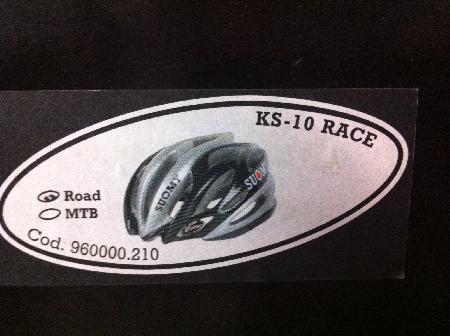 KS-10 RACE
SUOMY
SUOMY
Road
MTB
Cod. 960000.210